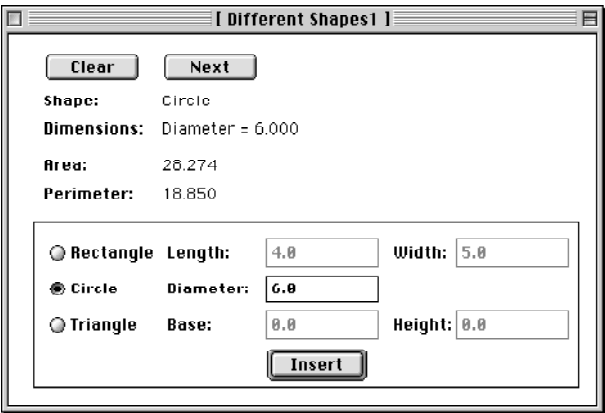 [ Different Shapes1 ]
Clear Next
Shape: Circle
Dimensions: Diameter = 6.000
Area: 28.274
Perimeter: 18.850
Rectangle Length: 4.0 Width: 5.0
Circle Diameter: 6.0
Triangle Base: 0.0 Height: 0.0
Insert